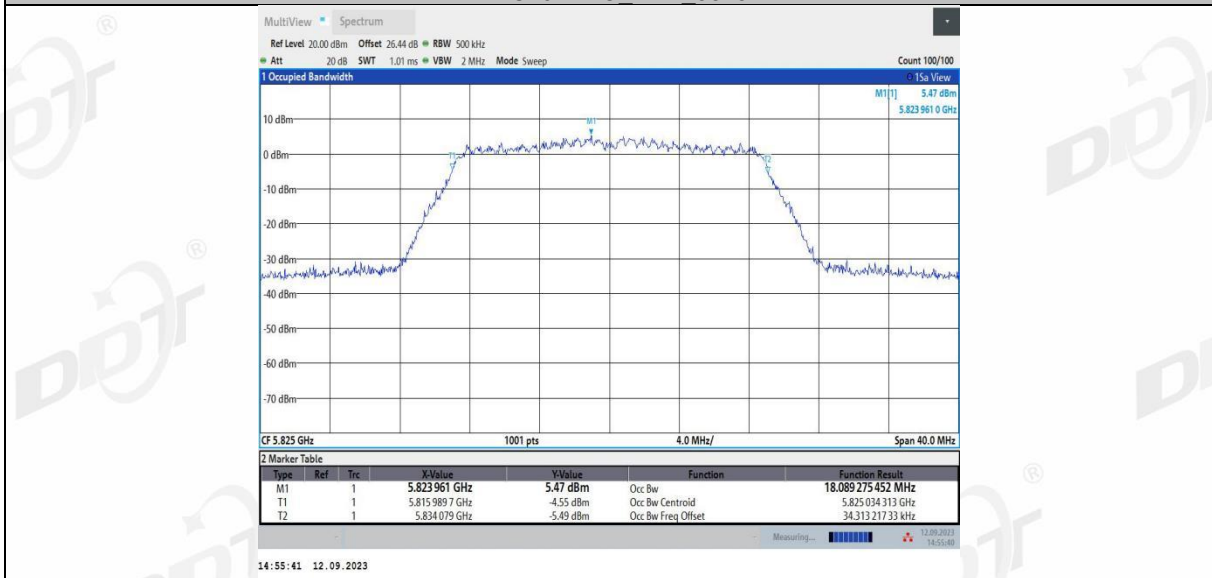 MultiView Spectrum
Ref Level 20.00 dBm Offset 26.44 dB RBW 500 kHz
Att 20 dB SWT 1.01 ms VBW 2 MHz Mode Sweep Count 100/100
1 Occupied Bandwidth 1Sa View
M1[1] 5.47 dBm
5.823 961 0 GHz
10 dBm
M1
0 dBm
T1
T2
-10 dBm
-20 dBm
-30 dBm
-40 dBm
-50 dBm
-60 dBm
-70 dBm
CF 5.825 GHz 1001 pts 4.0 MHz/ Span 40.0 MHz
2 Marker Table
Type Ref Trc X-Value Y-Value Function Function Result
M1 1 5.823 961 GHz 5.47 dBm Occ Bw 18.089 275 452 MHz
T1 1 5.815 989 7 GHz -4.55 dBm Occ Bw Centroid 5.825 034 313 GHz
T2 1 5.834 079 GHz -5.49 dBm Occ Bw Freq Offset 34.313 217 33 kHz
Measuring... 12.09.2023
14:55:40
14:55:41 12.09.2023
DDT ®